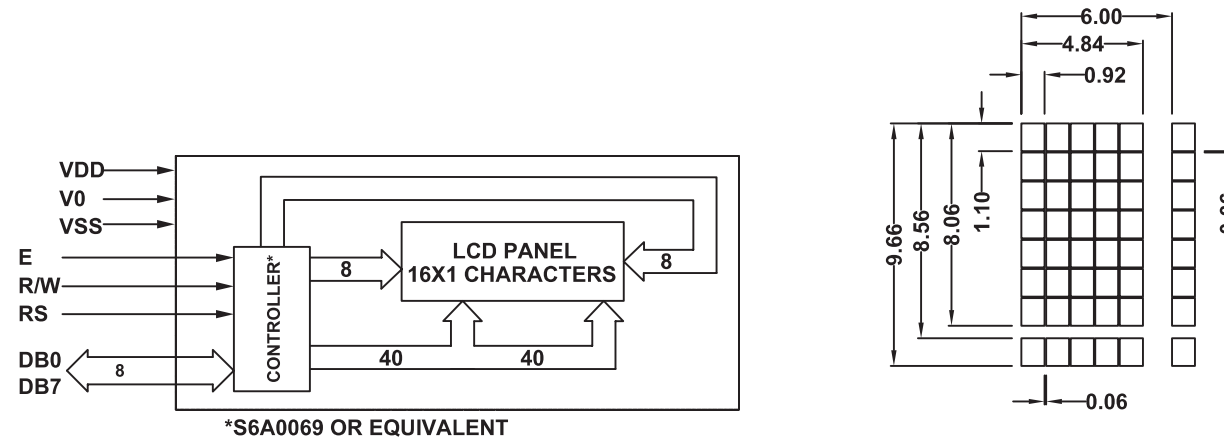 VDD
V0
VSS
E
R/W
RS
DB0
DB7
8
CONTROLLER*
8
LCD PANEL
16X1 CHARACTERS
8
40
40
*S6A0069 OR EQUIVALENT
6.00
4.84
0.92
9.66
8.56
8.06
1.10
0.06